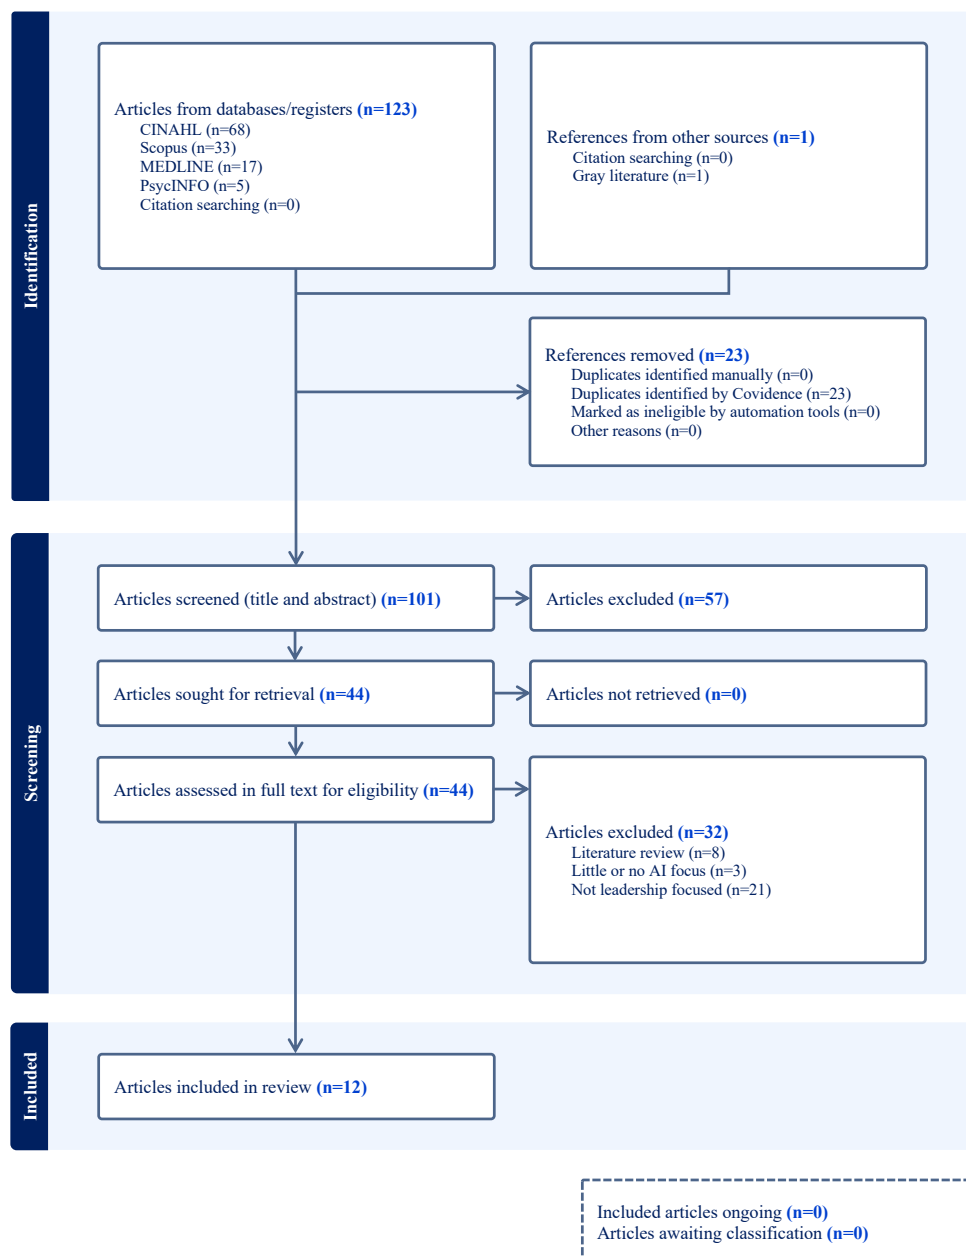 Identification
Articles from databases/registers (n=123)
CINAHL (n=68)
Scopus (n=33)
MEDLINE (n=17)
PsycINFO (n=5)
Citation searching (n=0)
References from other sources (n=1)
Citation searching (n=0)
Gray literature (n=1)
References removed (n=23)
Duplicates identified manually (n=0)
Duplicates identified by Covidence (n=23)
Marked as ineligible by automation tools (n=0)
Other reasons (n=0)
Screening
Articles screened (title and abstract) (n=101)
Articles excluded (n=57)
Articles sought for retrieval (n=44)
Articles not retrieved (n=0)
Articles assessed in full text for eligibility (n=44)
Articles excluded (n=32)
Literature review (n=8)
Little or no AI focus (n=3)
Not leadership focused (n=21)
Included
Articles included in review (n=12)
Included articles ongoing (n=0)
Articles awaiting classification (n=0)